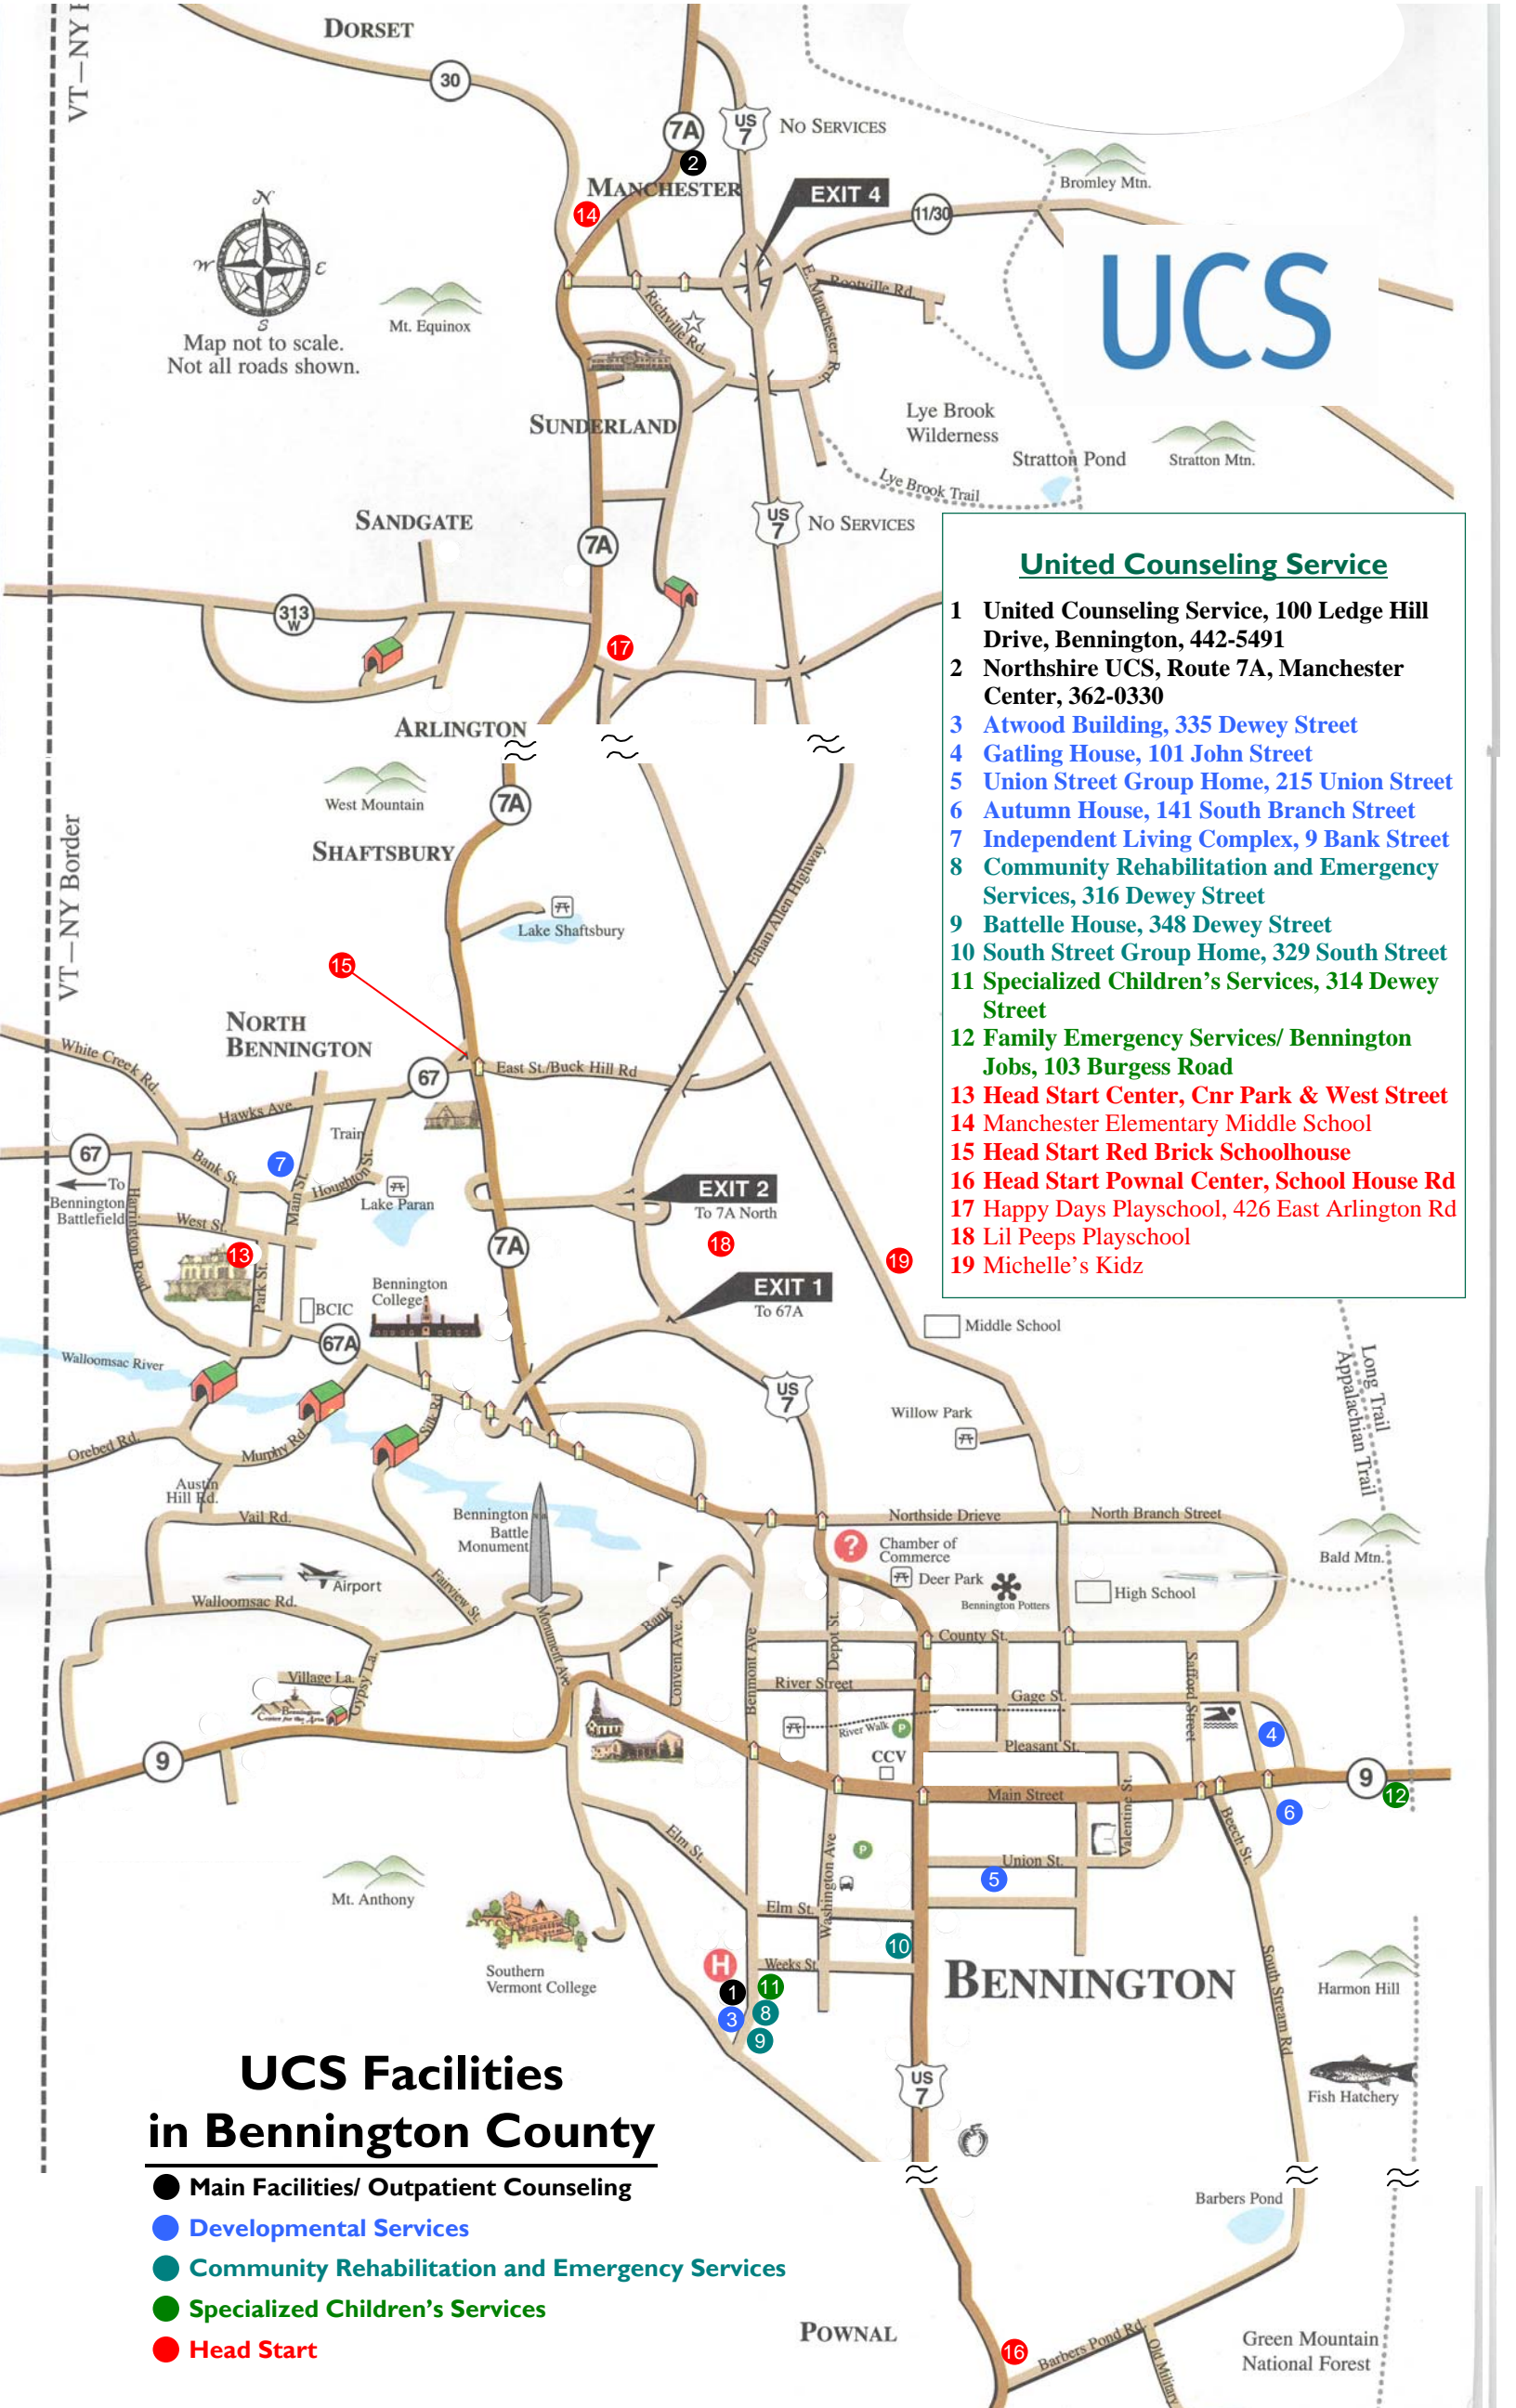 DORSET
VT—NY
30
7A
US
7
NO SERVICES
2
MANCHESTER
EXIT 4
Bromley Mtn.
14
11/30
N
W
E
S
Map not to scale.
Not all roads shown.
Mt. Equinox
Richville Rd.
E. Manchester Rd.
Rootville Rd.
UCS
SUNDERLAND
Lye Brook
Wilderness
Stratton Pond
Stratton Mtn.
Lye Brook Trail
SANDGATE
7A
US
7
NO SERVICES
313
W
17
ARLINGTON
United Counseling Service
1 United Counseling Service, 100 Ledge Hill
Drive, Bennington, 442-5491
2 Northshire UCS, Route 7A, Manchester
Center, 362-0330
3 Atwood Building, 335 Dewey Street
4 Gatling House, 101 John Street
5 Union Street Group Home, 215 Union Street
6 Autumn House, 141 South Branch Street
7 Independent Living Complex, 9 Bank Street
8 Community Rehabilitation and Emergency
Services, 316 Dewey Street
9 Battelle House, 348 Dewey Street
10 South Street Group Home, 329 South Street
11 Specialized Children's Services, 314 Dewey
Street
12 Family Emergency Services/ Bennington
Jobs, 103 Burgess Road
13 Head Start Center, Cnr Park & West Street
14 Manchester Elementary Middle School
15 Head Start Red Brick Schoolhouse
16 Head Start Pownal Center, School House Rd
17 Happy Days Playschool, 426 East Arlington Rd
18 Lil Peeps Playschool
19 Michelle's Kidz
West Mountain
7A
SHAFTSBURY
VT—NY Border
Lake Shaftsbury
Ethan Allen Highway
15
NORTH
BENNINGTON
White Creek Rd.
67
East St./Buck Hill Rd
Hawks Ave.
Train
67
Bank St.
7
Main St.
Houghton St.
To
Bennington
Battlefield
Harrington Road
West St.
Lake Paran
EXIT 2
To 7A North
13
7A
18
19
Park St.
BCIC
Bennington
College
EXIT 1
To 67A
Middle School
67A
Walloomsac River
US
7
Long Trail
Appalachian Trail
Willow Park
Orebed Rd.
Murphy Rd.
Silk Rd.
Austin
Hill Rd.
Vail Rd.
Bennington
Battle
Monument
Northside Drieve
North Branch Street
?
Chamber of
Commerce
Bald Mtn.
Airport
Fairview St.
Deer Park
Bennington Potters
High School
Walloomsac Rd.
Monument Ave
Bank St.
Convent Ave.
Benmont Ave
Depot St.
County St.
Village La.
Gypsy La.
River Street
Gage St.
Safford Street
Bennington
Center for the Arts
River Walk
P
Pleasant St.
4
CCV
9
9
Main Street
12
Valentine St.
6
Beech St.
Elm St.
Washington Ave
P
Union St.
5
Mt. Anthony
Elm St.
10
South Stream Rd
Southern
Vermont College
H
Weeks St.
BENNINGTON
Harmon Hill
1
11
3
8
9
US
7
Fish Hatchery
UCS Facilities
in Bennington County
Main Facilities/ Outpatient Counseling
Developmental Services
Community Rehabilitation and Emergency Services
Specialized Children's Services
Head Start
Barbers Pond
POWNAL
16
Barbers Pond Rd.
Old Military
Green Mountain
National Forest